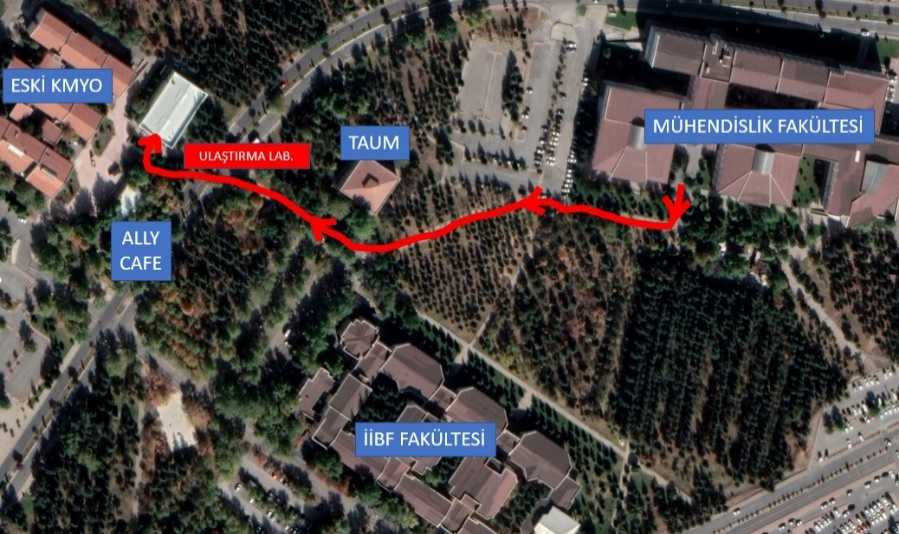 ESKİ KMYO
ULAŞTIRMA LAB.
TAUM
MÜHENDİSLİK FAKÜLTESİ
ALLY
CAFE
İİBF FAKÜLTESİ